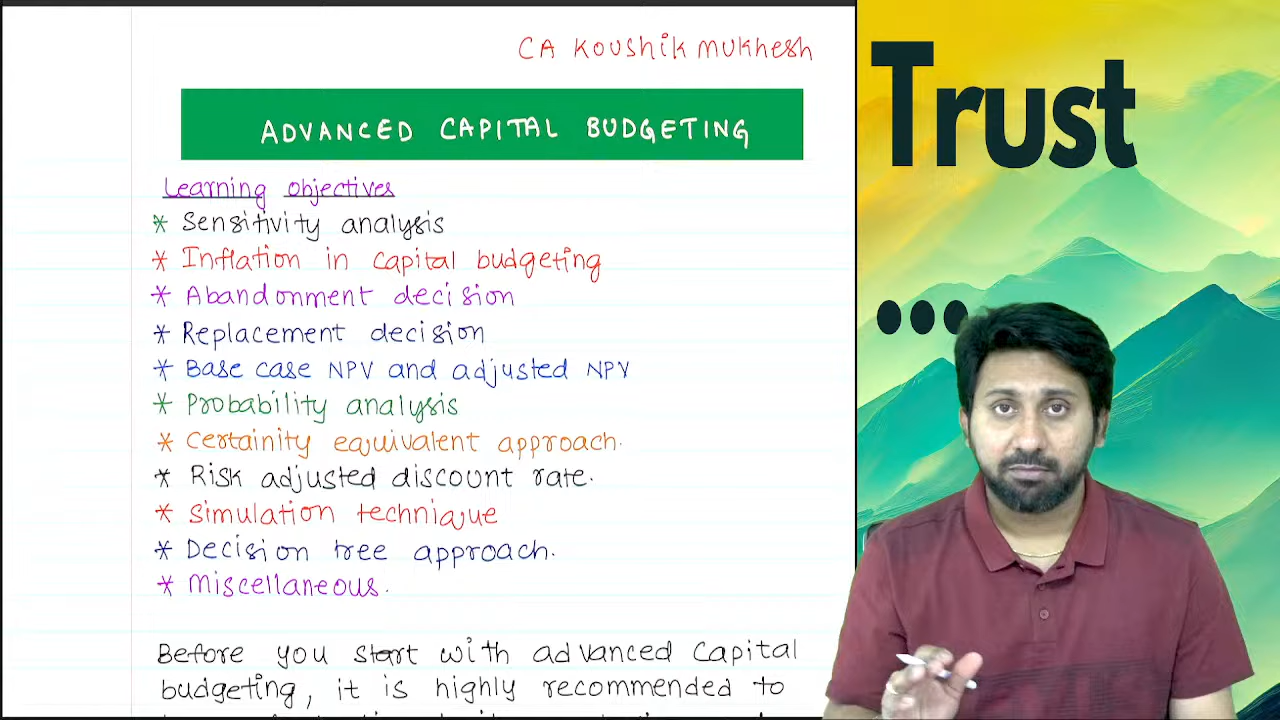 CA Koushik Mukhesh
ADVANCED CAPITAL BUDGETING
Learning objectives
* Sensitivity analysis
* Inflation in capital budgeting
* Abandonment decision
* Replacement decision
* Base case NPV and adjusted NPV
* Probability analysis
* Certainity equivalent approach.
* Risk adjusted discount rate.
* Simulation technique
* Decision tree approach.
* Miscellaneous.
Before you start with advanced capital
budgeting, it is highly recommended to
Trust
...